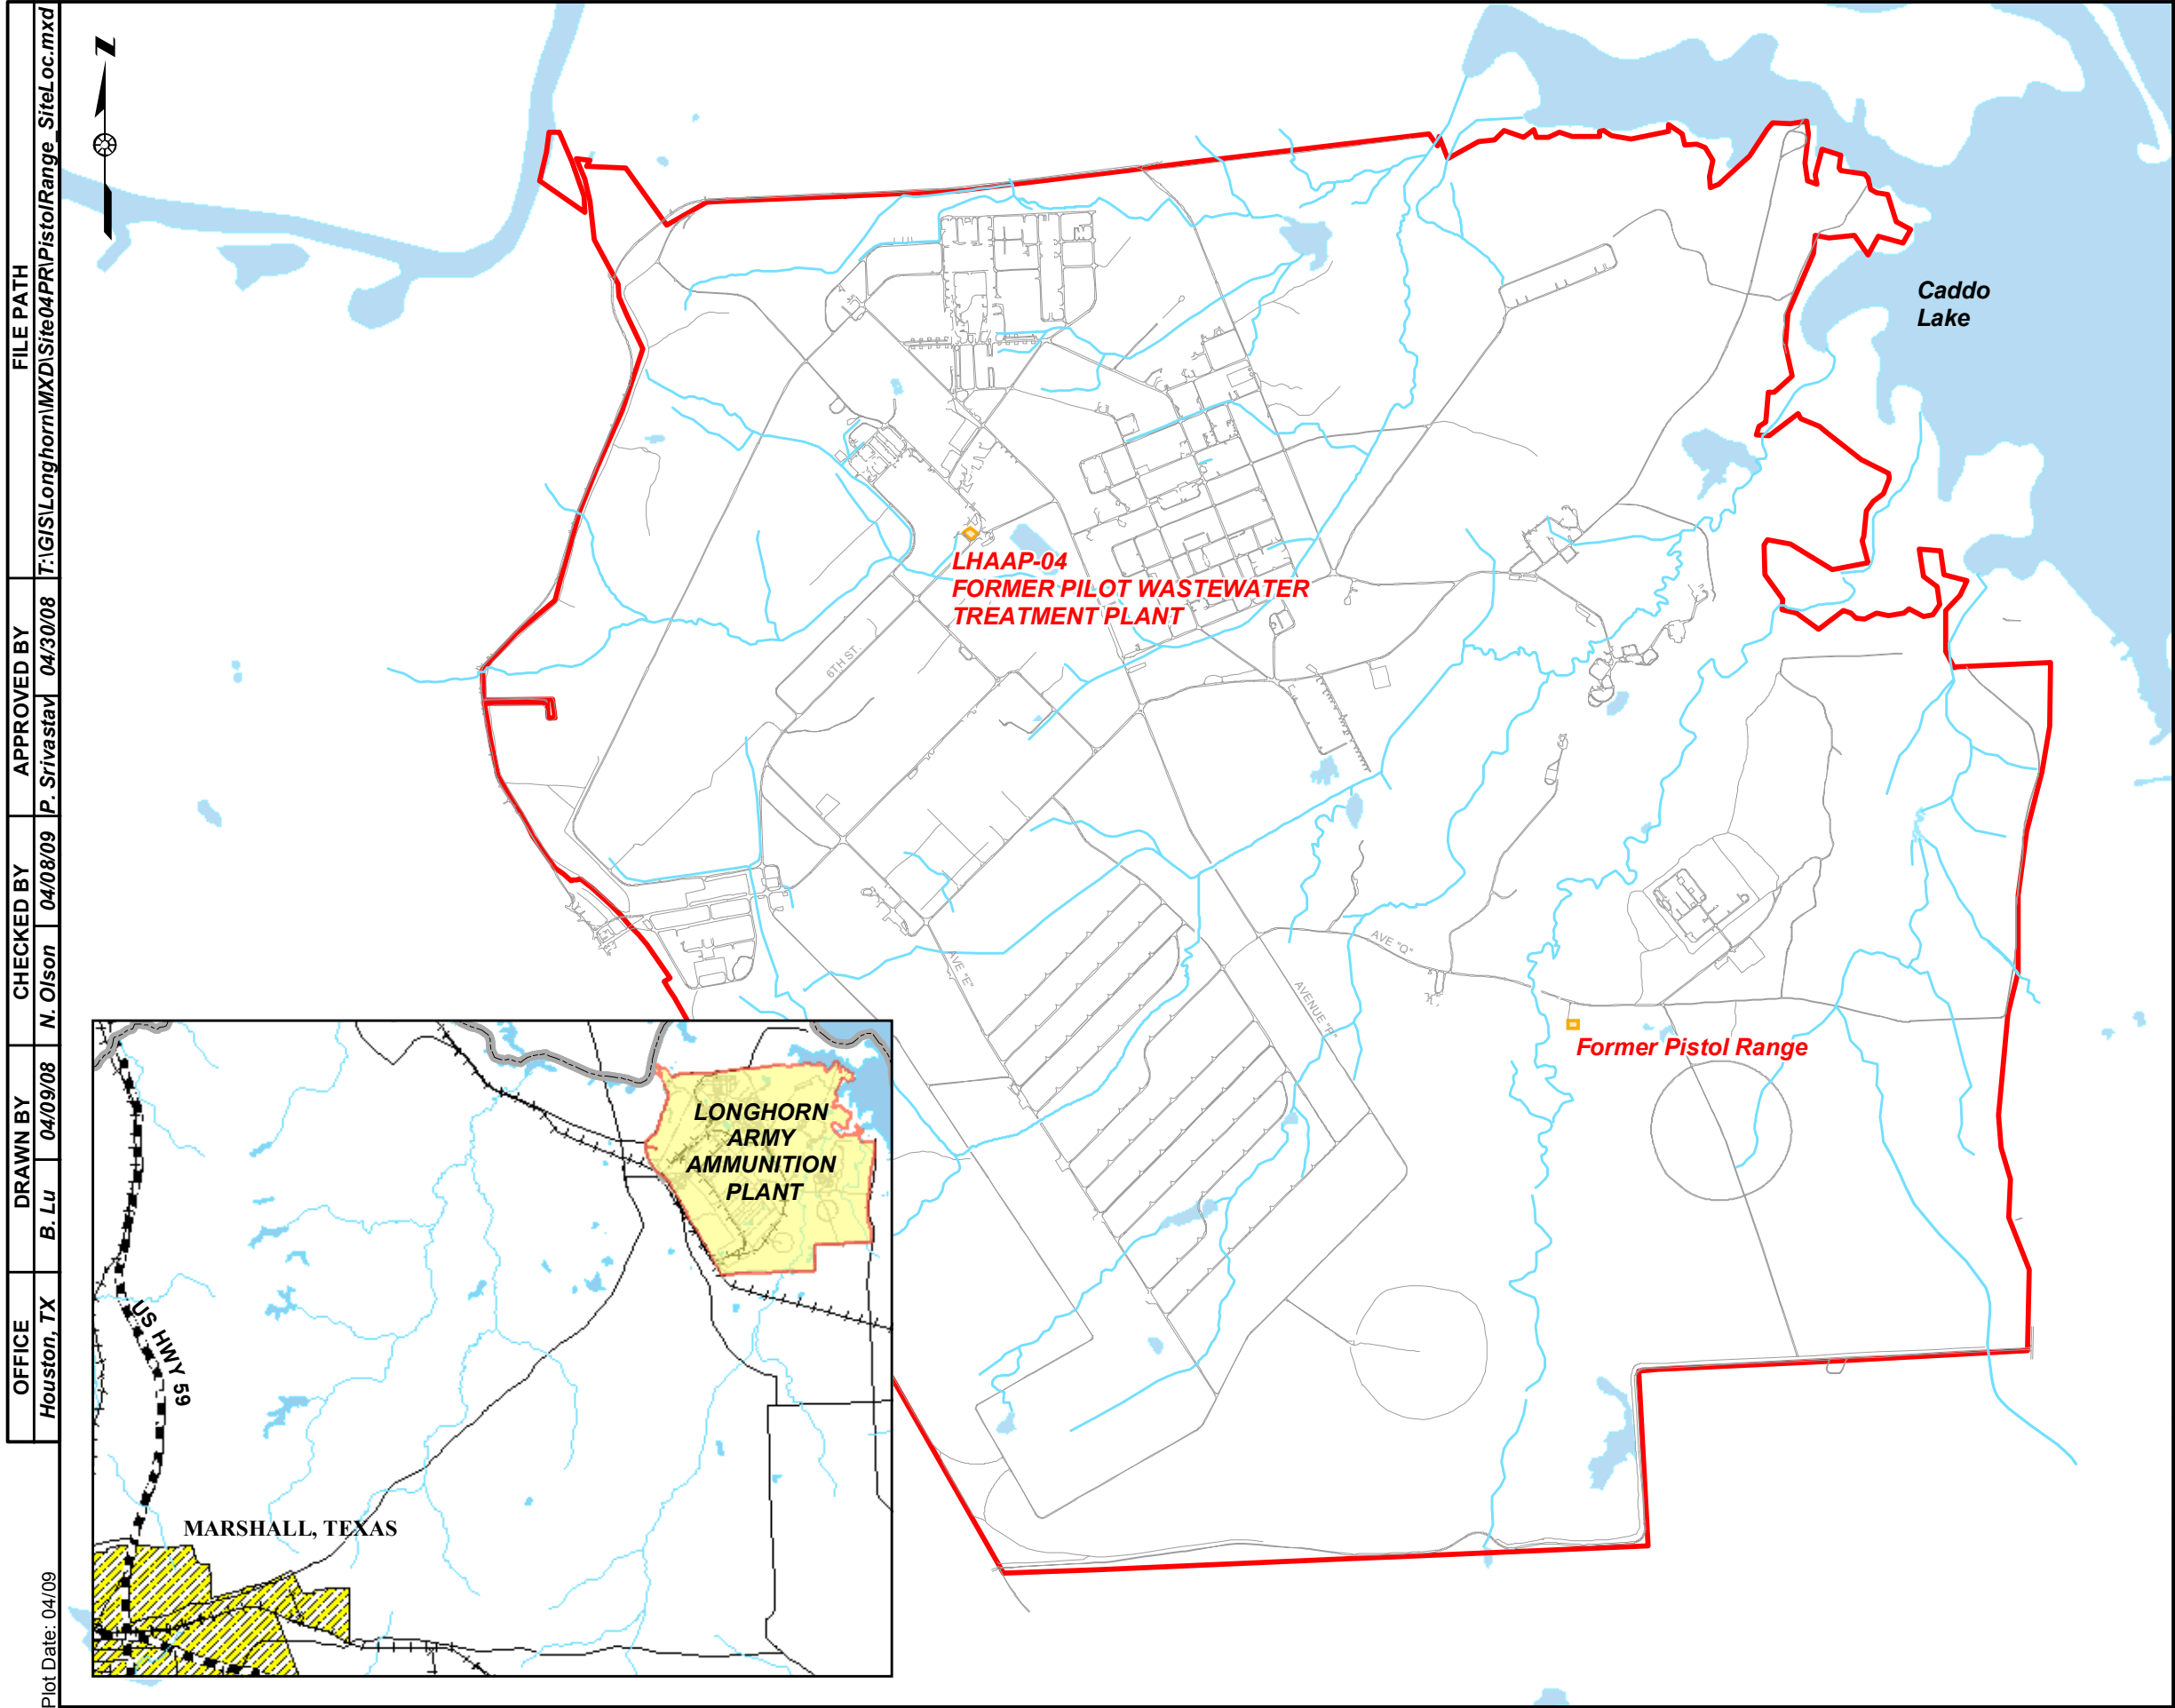 FILE PATH
T:\GIS\Longhorn\MXD\Site04PR\PistolRange_SiteLoc.mxd
APPROVED BY
P. Srivastav 04/30/08
CHECKED BY
N. Olson 04/08/09
DRAWN BY
B. Lu 04/09/08
OFFICE
Houston, TX
Plot Date: 04/09
N
Caddo
Lake
LHAAP-04
FORMER PILOT WASTEWATER
TREATMENT PLANT
6TH ST.
AVE "E"
AVE "Q"
AVENUE "P"
Former Pistol Range
LONGHORN
ARMY
AMMUNITION
PLANT
US HWY 59
MARSHALL, TEXAS